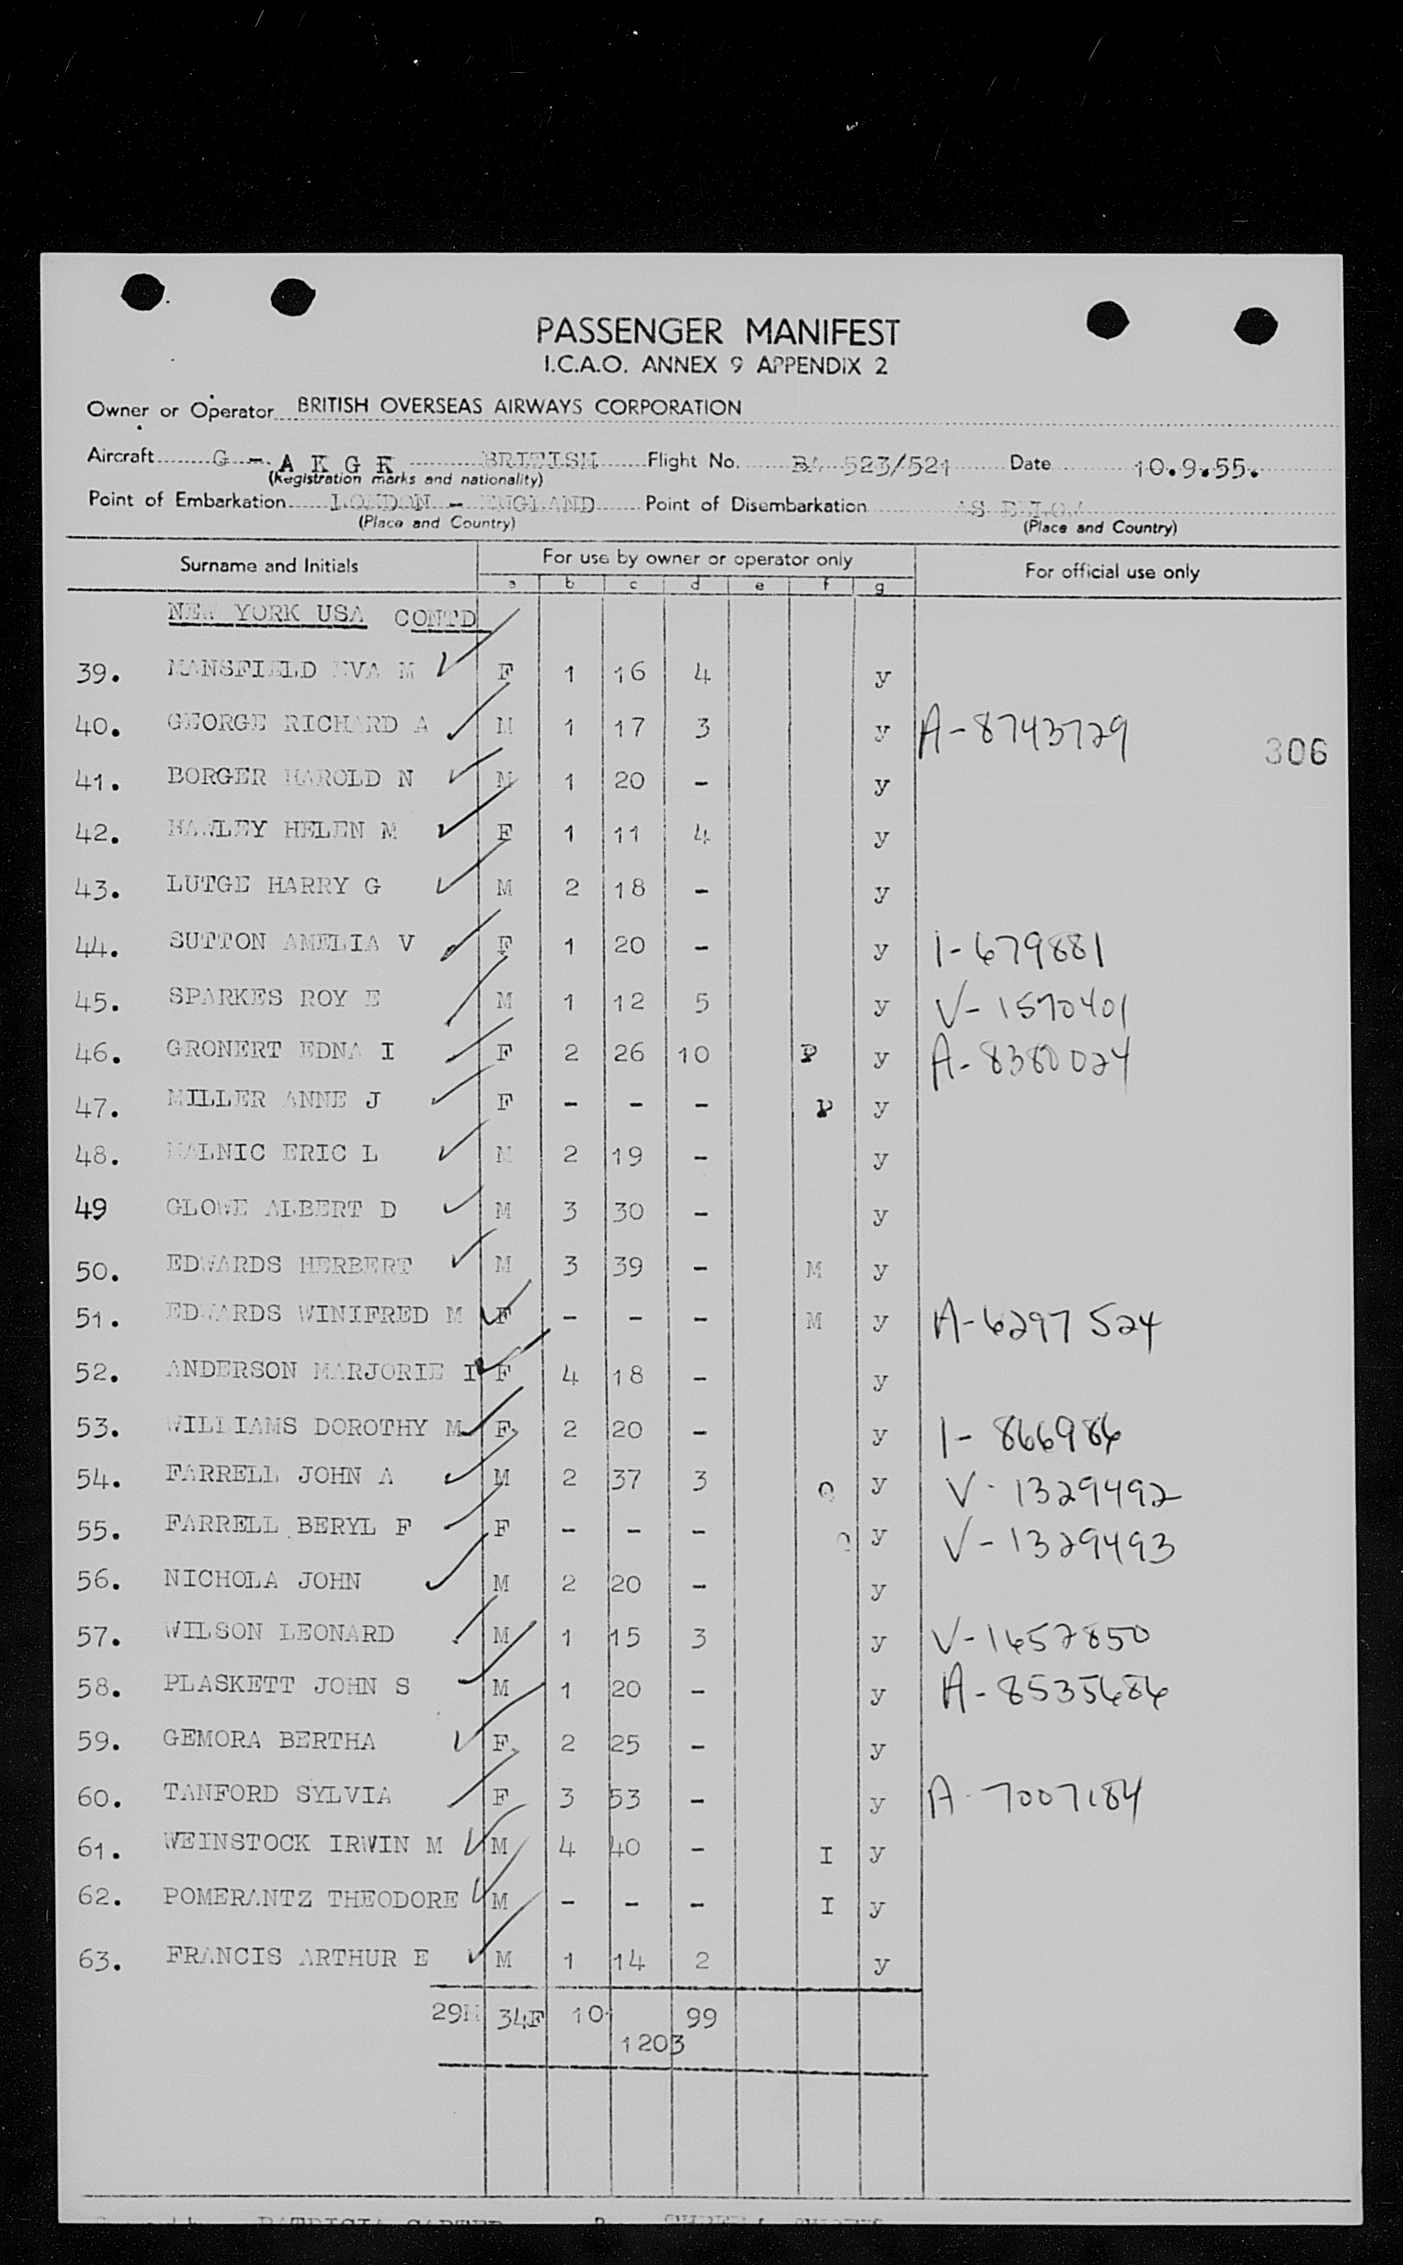 PASSENGER MANIFEST
I.C.A.O. ANNEX 9 APPENDIX 2
Owner or Operator BRITISH OVERSEAS AIRWAYS CORPORATION
Aircraft G - A K G K BRITISH Flight No. BA 523/521 Date 10.9.55.
(Registration marks and nationality)
Point of Embarkation LONDON - ENGLAND Point of Disembarkation AS BELOW
(Place and Country) (Place and Country)
Surname and Initials For use by owner or operator only For official use only
a b c d e f g
NEW YORK USA CONTD
39. MANSFIELD EVA M F 1 16 4 y
40. GEORGE RICHARD A M 1 17 3 y A-8743729
306
41. BORGER HAROLD N M 1 20 - y
42. HAWLEY HELEN M F 1 11 4 y
43. LUTGE HARRY G M 2 18 - y
44. SUTTON AMELIA V F 1 20 - y 1-679881
45. SPARKES ROY E M 1 12 5 y V-1570401
46. GRONERT EDNA I F 2 26 10 P y A-8380024
47. MILLER ANNE J F - - - P y
48. MALNIC ERIC L M 2 19 - y
49 GLOWE ALBERT D M 3 30 - y
50. EDWARDS HERBERT M 3 39 - M y
51. EDWARDS WINIFRED M F - - - M y A-6297524
52. ANDERSON MARJORIE I F 4 18 - y
53. WILLIAMS DOROTHY M F 2 20 - y 1-866986
54. FARRELL JOHN A M 2 37 3 Q y V-1329492
55. FARRELL BERYL F F - - - Q y V-1329493
56. NICHOLA JOHN M 2 20 - y
57. WILSON LEONARD M 1 15 3 y V-1652850
58. PLASKETT JOHN S M 1 20 - y A-8535686
59. GEMORA BERTHA F 2 25 - y
60. TANFORD SYLVIA F 3 53 - y A-7007184
61. WEINSTOCK IRWIN M M 4 40 - I y
62. POMERANTZ THEODORE M - - - I y
63. FRANCIS ARTHUR E M 1 14 2 y
29M 34F 101 99
1203